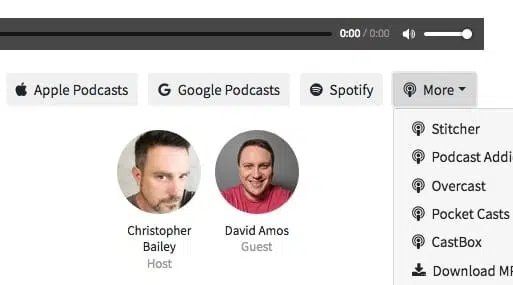 0:00 / 0:00
Apple Podcasts
Google Podcasts
Spotify
More
Stitcher
Podcast Addi
Overcast
Pocket Casts
CastBox
Download MP
Christopher
Bailey
Host
David Amos
Guest